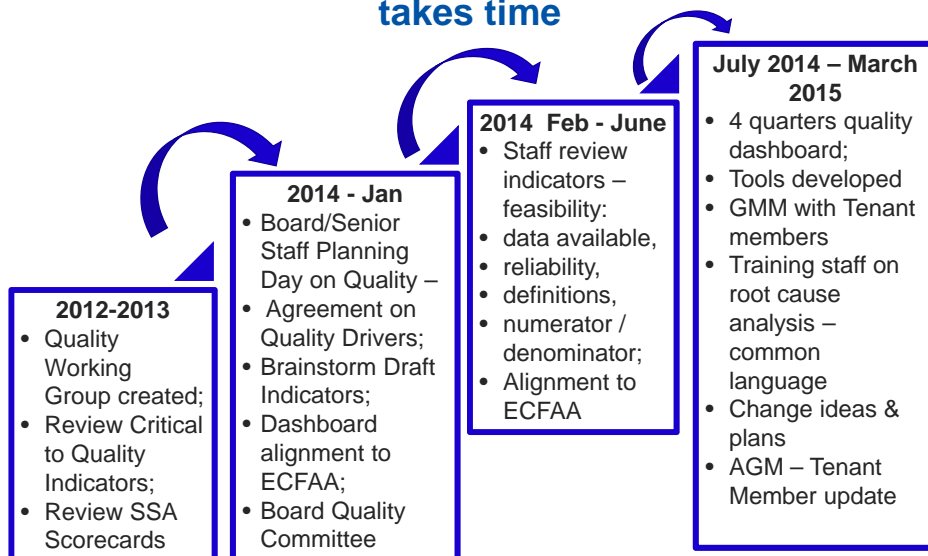 takes time
2012-2013
• Quality
Working
Group created;
• Review Critical
to Quality
Indicators;
• Review SSA
Scorecards
2014 - Jan
• Board/Senior
Staff Planning
Day on Quality –
• Agreement on
Quality Drivers;
• Brainstorm Draft
Indicators;
• Dashboard
alignment to
ECFAA;
• Board Quality
Committee
2014 Feb - June
• Staff review
indicators –
feasibility:
• data available,
• reliability,
• definitions,
• numerator /
denominator;
• Alignment to
ECFAA
July 2014 – March
2015
• 4 quarters quality
dashboard;
• Tools developed
• GMM with Tenant
members
• Training staff on
root cause
analysis –
common
language
• Change ideas &
plans
• AGM – Tenant
Member update